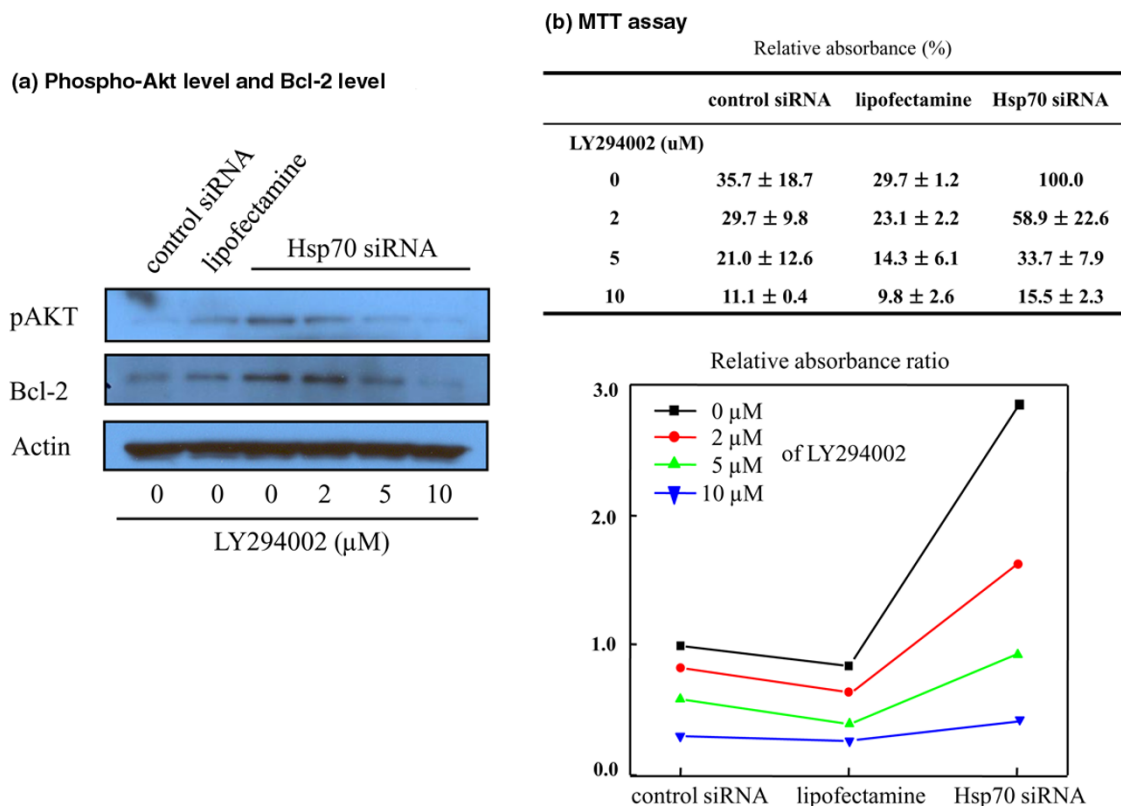 (a) Phospho-Akt level and Bcl-2 level
control siRNA
lipofectamine
Hsp70 siRNA
pAKT
Bcl-2
Actin
0 0 0 2 5 10
LY294002 (µM)
(b) MTT assay
Relative absorbance (%)
control siRNA lipofectamine Hsp70 siRNA
LY294002 (uM)
0 35.7 ± 18.7 29.7 ± 1.2 100.0
2 29.7 ± 9.8 23.1 ± 2.2 58.9 ± 22.6
5 21.0 ± 12.6 14.3 ± 6.1 33.7 ± 7.9
10 11.1 ± 0.4 9.8 ± 2.6 15.5 ± 2.3
Relative absorbance ratio
3.0
2.0
1.0
0.0
0 µM
2 µM
5 µM
10 µM
of LY294002
control siRNA lipofectamine Hsp70 siRNA